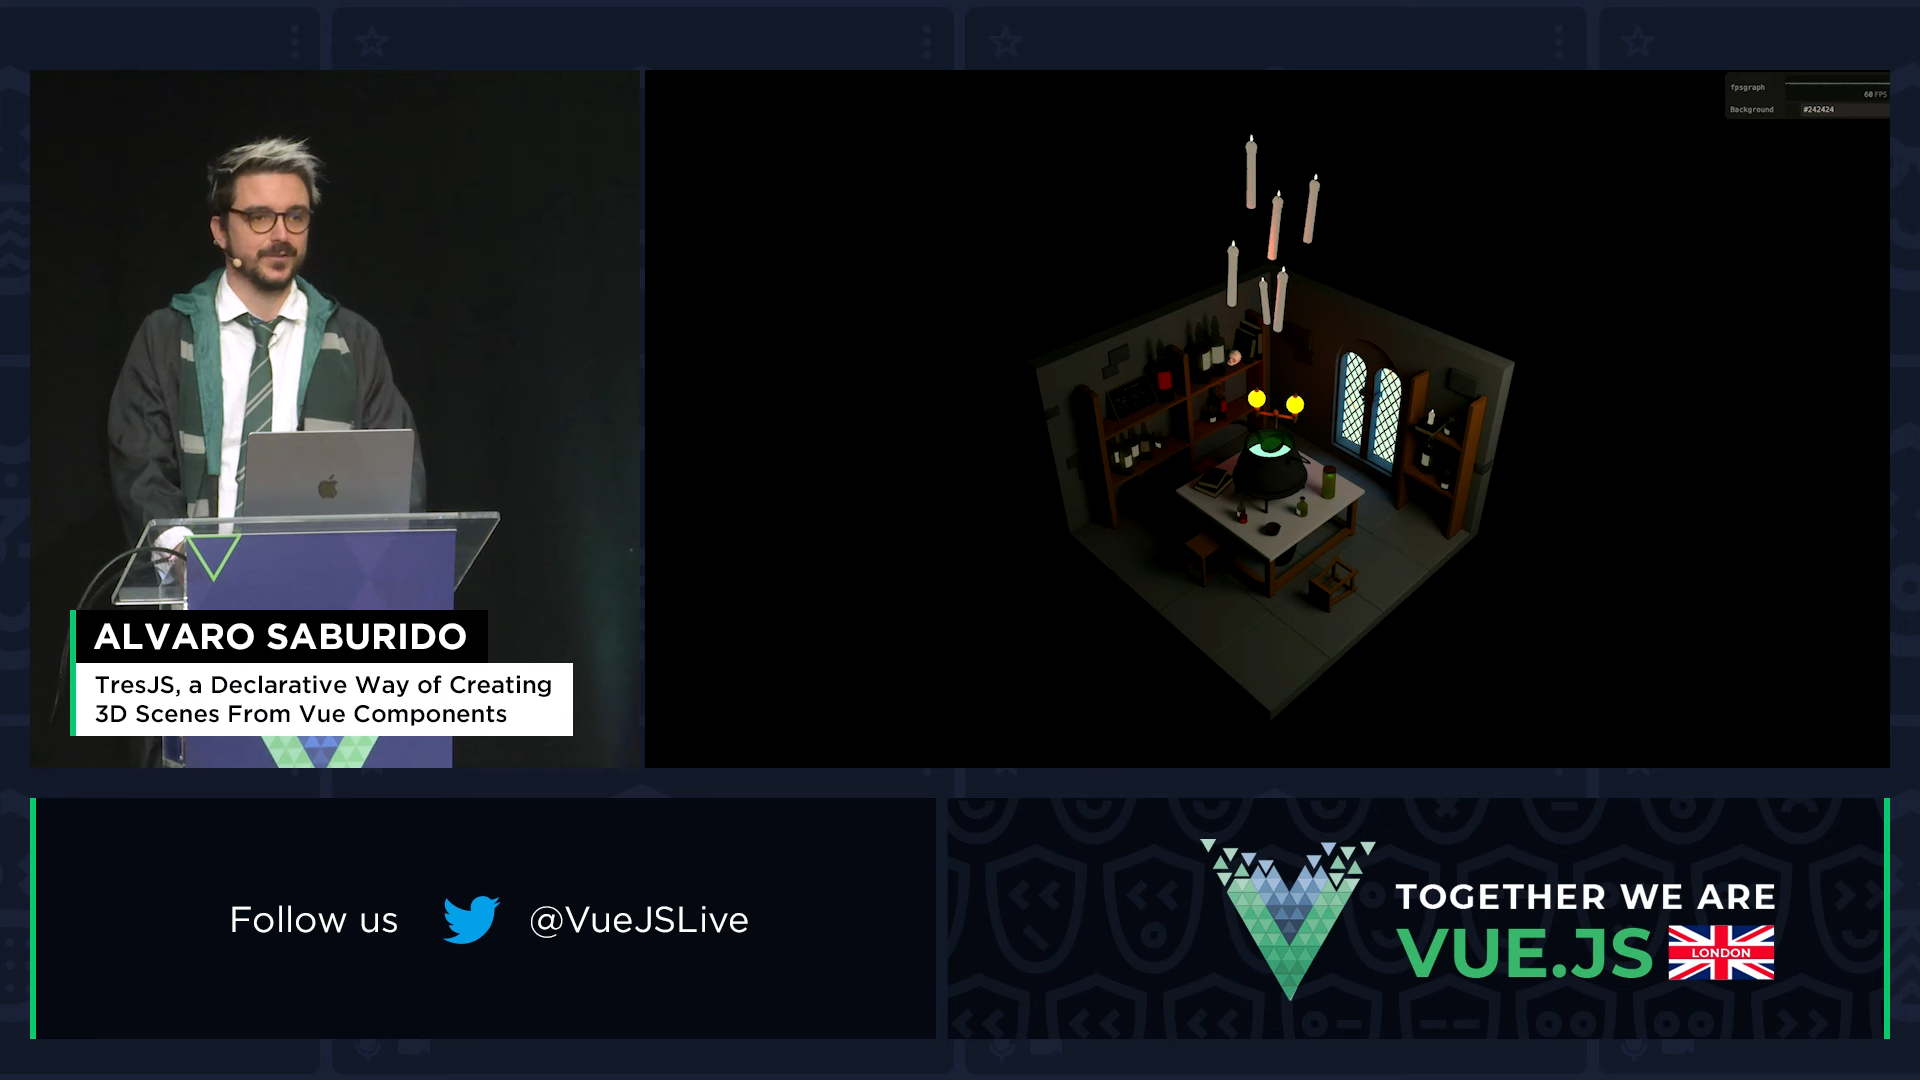 fpsgraph
60 FPS
Background
#242424
ALVARO SABURIDO
TresJS, a Declarative Way of Creating
3D Scenes From Vue Components
Follow us
@VueJSLive
TOGETHER WE ARE
VUE.JS
LONDON